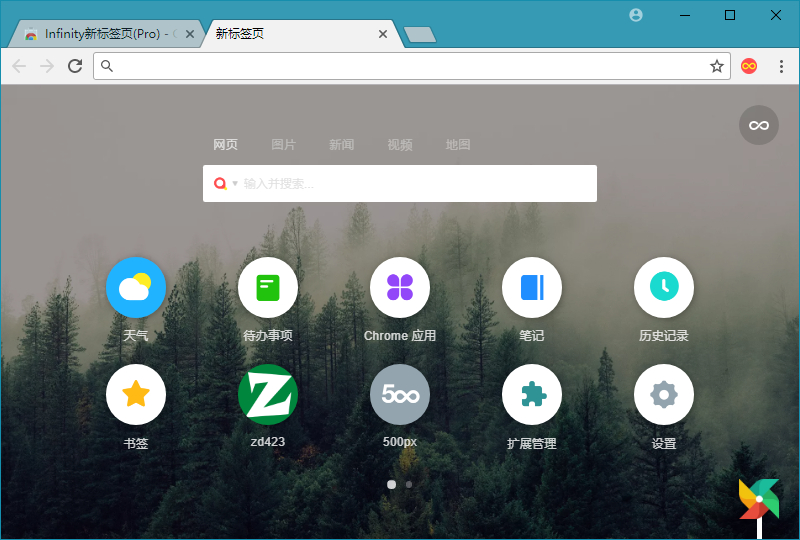 Infinity新标签页(Pro) -
新标签页
网页 图片 新闻 视频 地图
输入并搜索...
天气 待办事项 Chrome 应用 笔记 历史记录
Z 500
书签 zd423 500px 扩展管理 设置